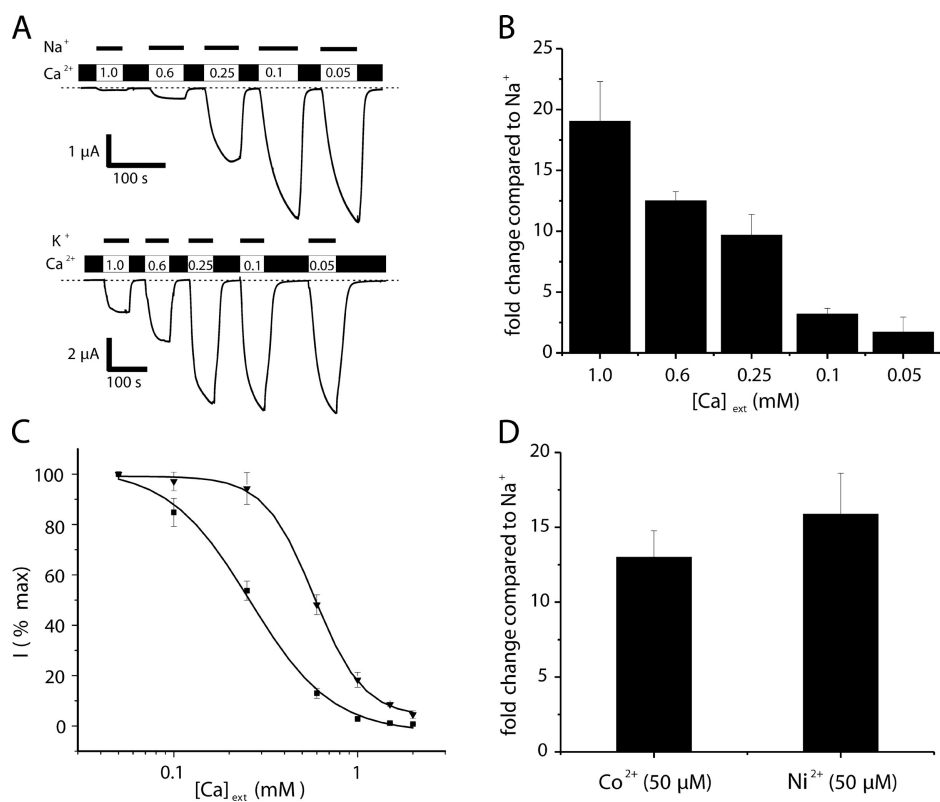 A
Na+
Ca2+ 1.0 0.6 0.25 0.1 0.05
1 µA
100 s
K+
Ca2+ 1.0 0.6 0.25 0.1 0.05
2 µA
100 s
B
fold change compared to Na+
25
20
15
10
5
0
1.0 0.6 0.25 0.1 0.05
[Ca] ext (mM)
C
I (% max)
100
80
60
40
20
0
0.1 1
[Ca] ext (mM)
D
fold change compared to Na+
20
15
10
5
0
Co2+ (50 µM) Ni2+ (50 µM)